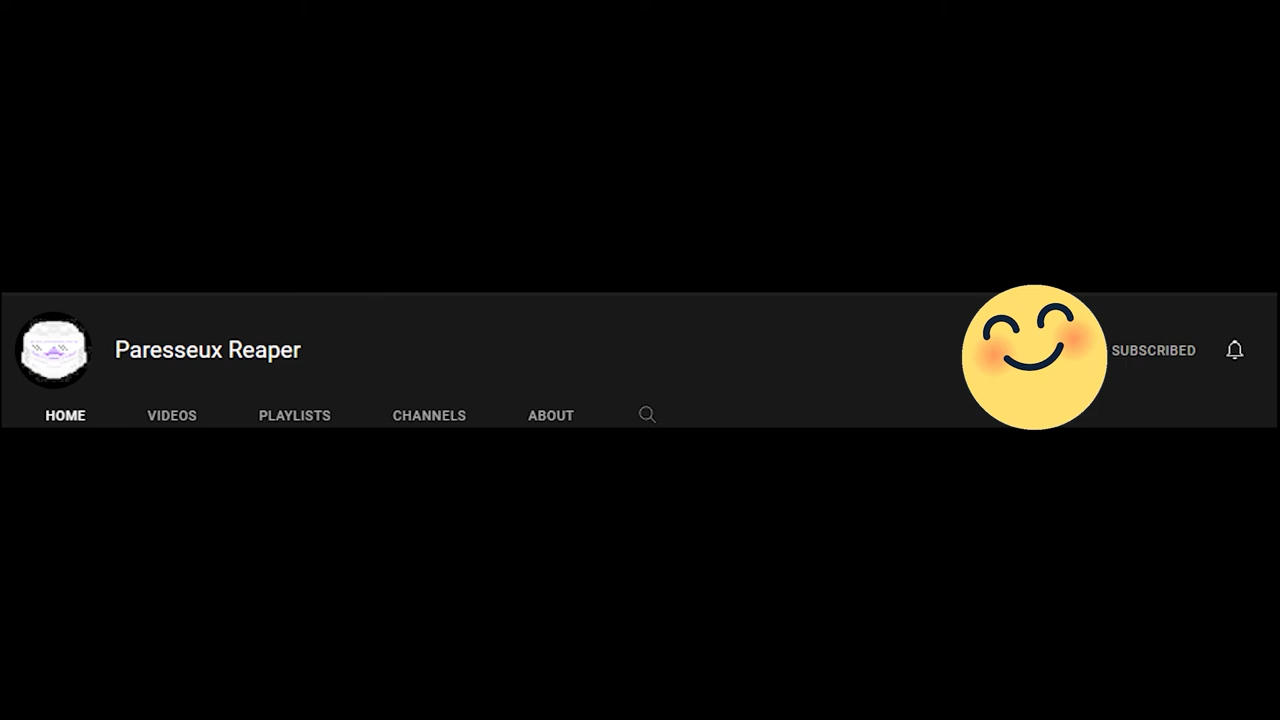 Paresseux Reaper
SUBSCRIBED
HOME VIDEOS PLAYLISTS CHANNELS ABOUT